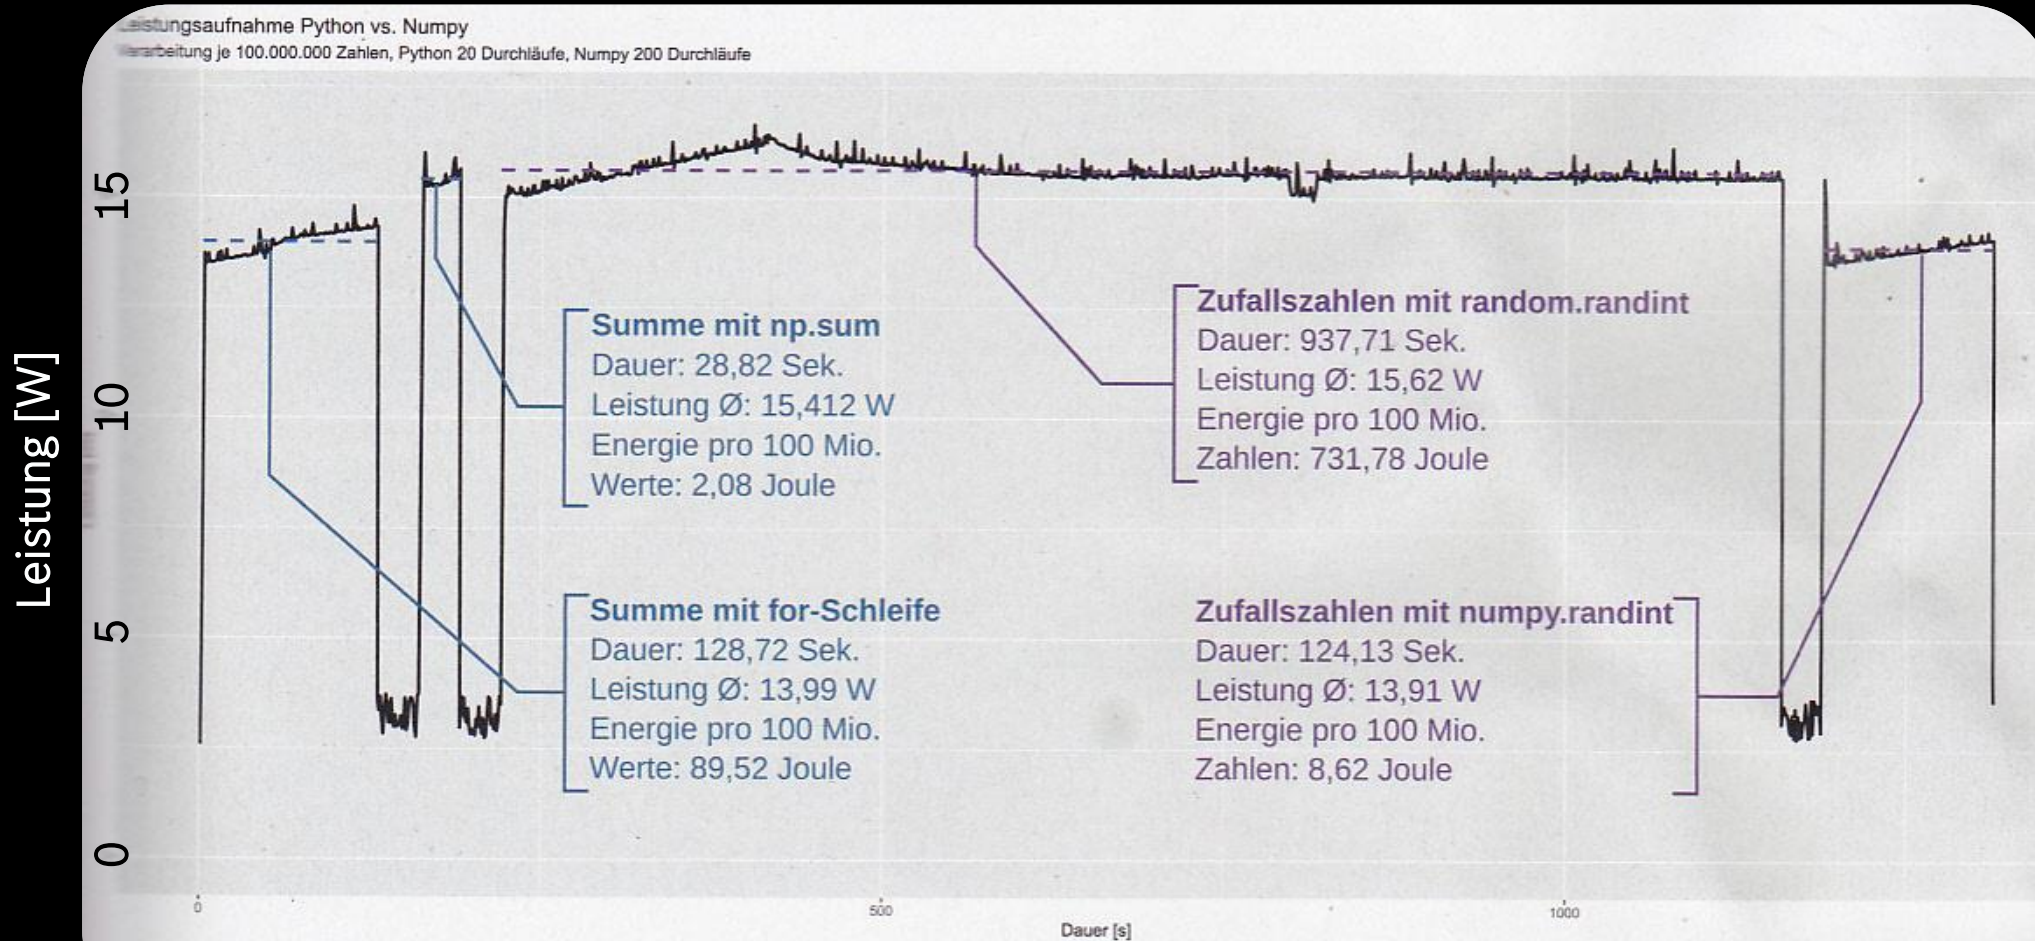 Leistungsaufnahme Python vs. Numpy
Verarbeitung je 100.000.000 Zahlen, Python 20 Durchläufe, Numpy 200 Durchläufe
Leistung [W]
15
10
5
0
Summe mit np.sum
Dauer: 28,82 Sek.
Leistung Ø: 15,412 W
Energie pro 100 Mio.
Werte: 2,08 Joule
Zufallszahlen mit random.randint
Dauer: 937,71 Sek.
Leistung Ø: 15,62 W
Energie pro 100 Mio.
Zahlen: 731,78 Joule
Summe mit for-Schleife
Dauer: 128,72 Sek.
Leistung Ø: 13,99 W
Energie pro 100 Mio.
Werte: 89,52 Joule
Zufallszahlen mit numpy.randint
Dauer: 124,13 Sek.
Leistung Ø: 13,91 W
Energie pro 100 Mio.
Zahlen: 8,62 Joule
0
500
1000
Dauer [s]